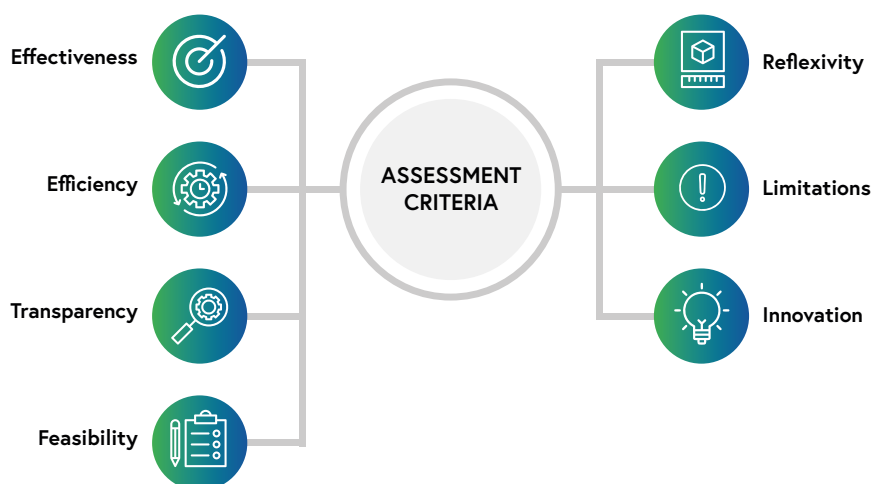 Effectiveness
Efficiency
Transparency
Feasibility
ASSESSMENT
CRITERIA
Reflexivity
Limitations
Innovation